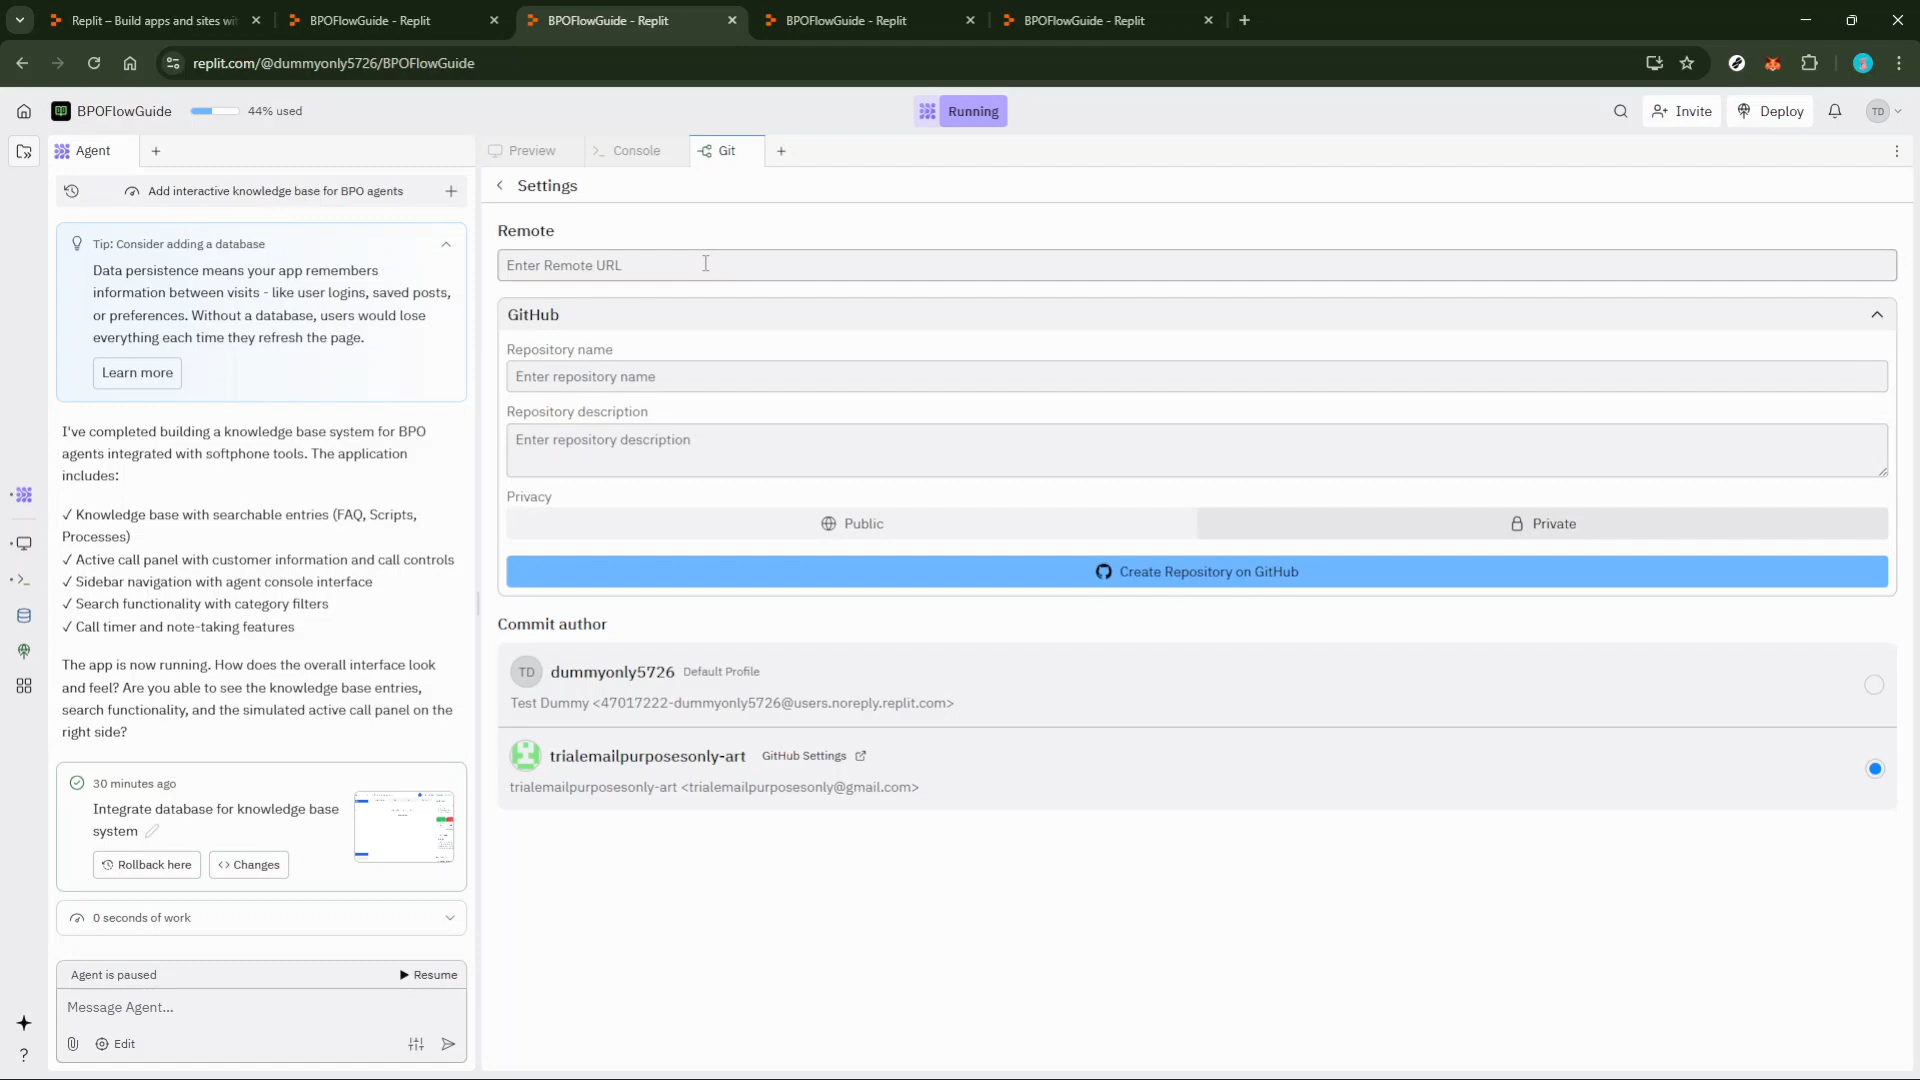 Replit – Build apps and sites wit
BPOFlowGuide - Replit
BPOFlowGuide - Replit
BPOFlowGuide - Replit
BPOFlowGuide - Replit
replit.com/@dummyonly5726/BPOFlowGuide
BPOFlowGuide
44% used
Running
Invite
Deploy
TD
Agent
Preview
Console
Git
Add interactive knowledge base for BPO agents
Tip: Consider adding a database
Data persistence means your app remembers
information between visits - like user logins, saved posts,
or preferences. Without a database, users would lose
everything each time they refresh the page.
Learn more
I've completed building a knowledge base system for BPO
agents integrated with softphone tools. The application
includes:
✓ Knowledge base with searchable entries (FAQ, Scripts,
Processes)
✓ Active call panel with customer information and call controls
✓ Sidebar navigation with agent console interface
✓ Search functionality with category filters
✓ Call timer and note-taking features
The app is now running. How does the overall interface look
and feel? Are you able to see the knowledge base entries,
search functionality, and the simulated active call panel on the
right side?
30 minutes ago
Integrate database for knowledge base
system
Rollback here
Changes
0 seconds of work
Agent is paused
Resume
Message Agent...
Edit
Settings
Remote
Enter Remote URL
GitHub
Repository name
Enter repository name
Repository description
Enter repository description
Privacy
Public
Private
Create Repository on GitHub
Commit author
TD
dummyonly5726 Default Profile
Test Dummy <47017222-dummyonly5726@users.noreply.replit.com>
trialemailpurposesonly-art GitHub Settings
trialemailpurposesonly-art <trialemailpurposesonly@gmail.com>